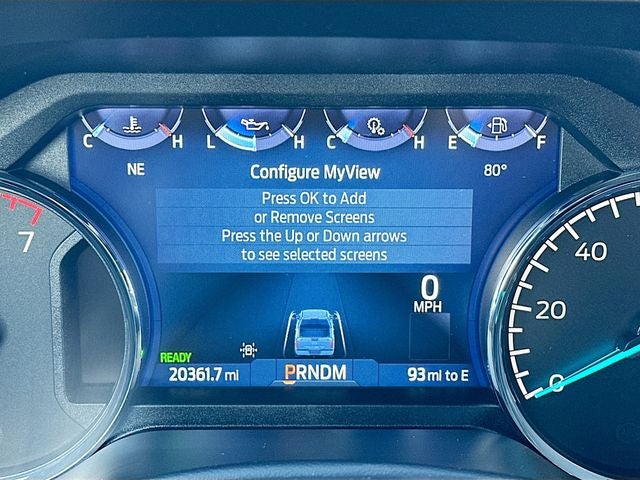 C H L H C H E F
NE Configure MyView 80°
Press OK to Add
or Remove Screens
Press the Up or Down arrows
to see selected screens
7
40
20
0
0
MPH
READY
20361.7 mi PRNDM 93 mi to E